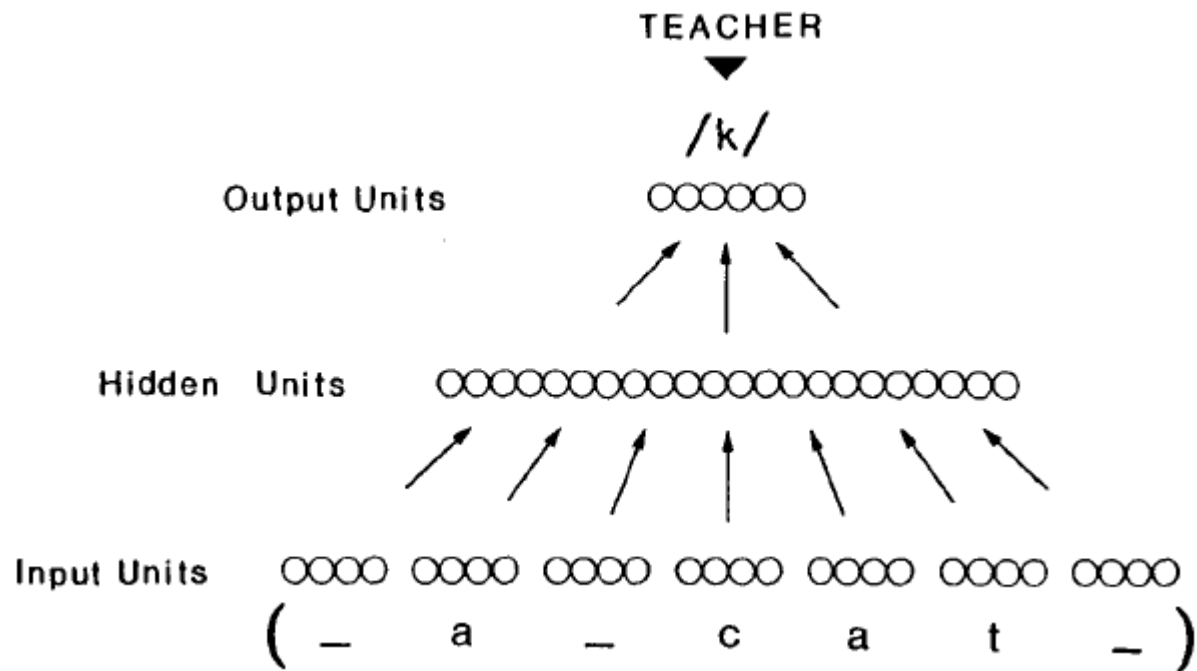 TEACHER
/k/
Output Units
Hidden Units
Input Units
( _ a _ c a t _ )